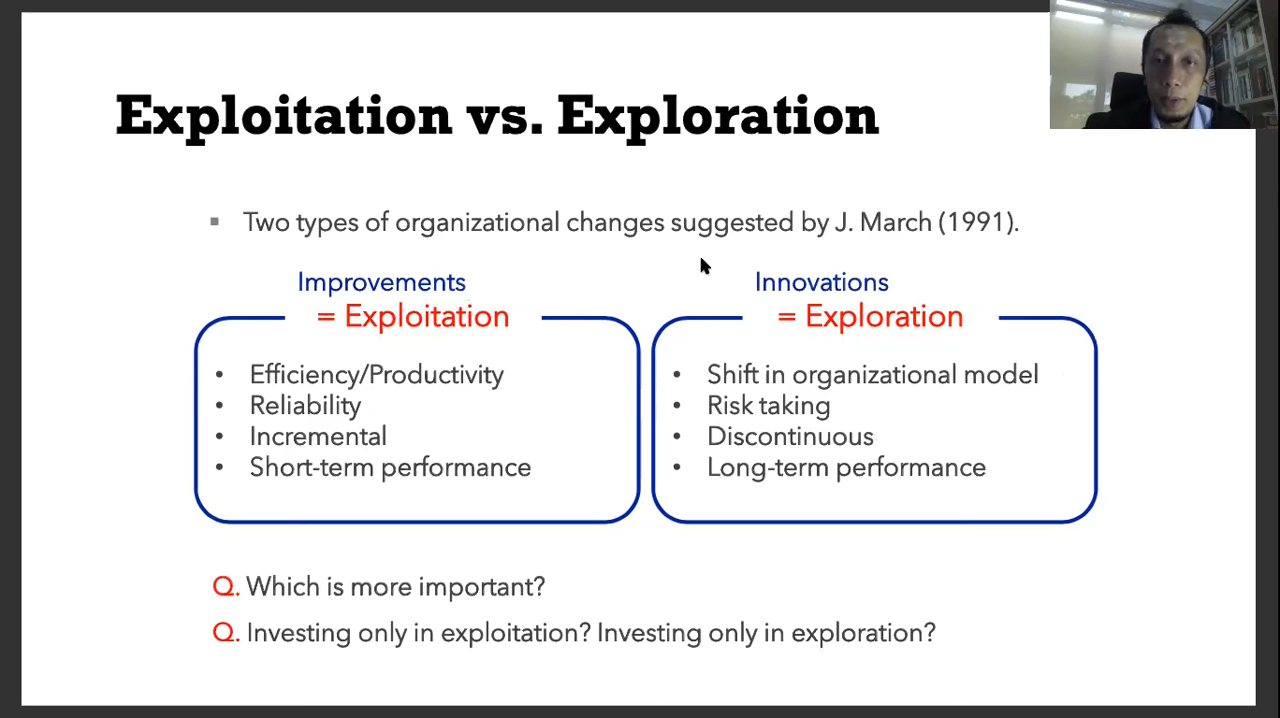 Exploitation vs. Exploration
▪ Two types of organizational changes suggested by J. March (1991).
Improvements
= Exploitation
• Efficiency/Productivity
• Reliability
• Incremental
• Short-term performance
Innovations
= Exploration
• Shift in organizational model
• Risk taking
• Discontinuous
• Long-term performance
Q. Which is more important?
Q. Investing only in exploitation? Investing only in exploration?